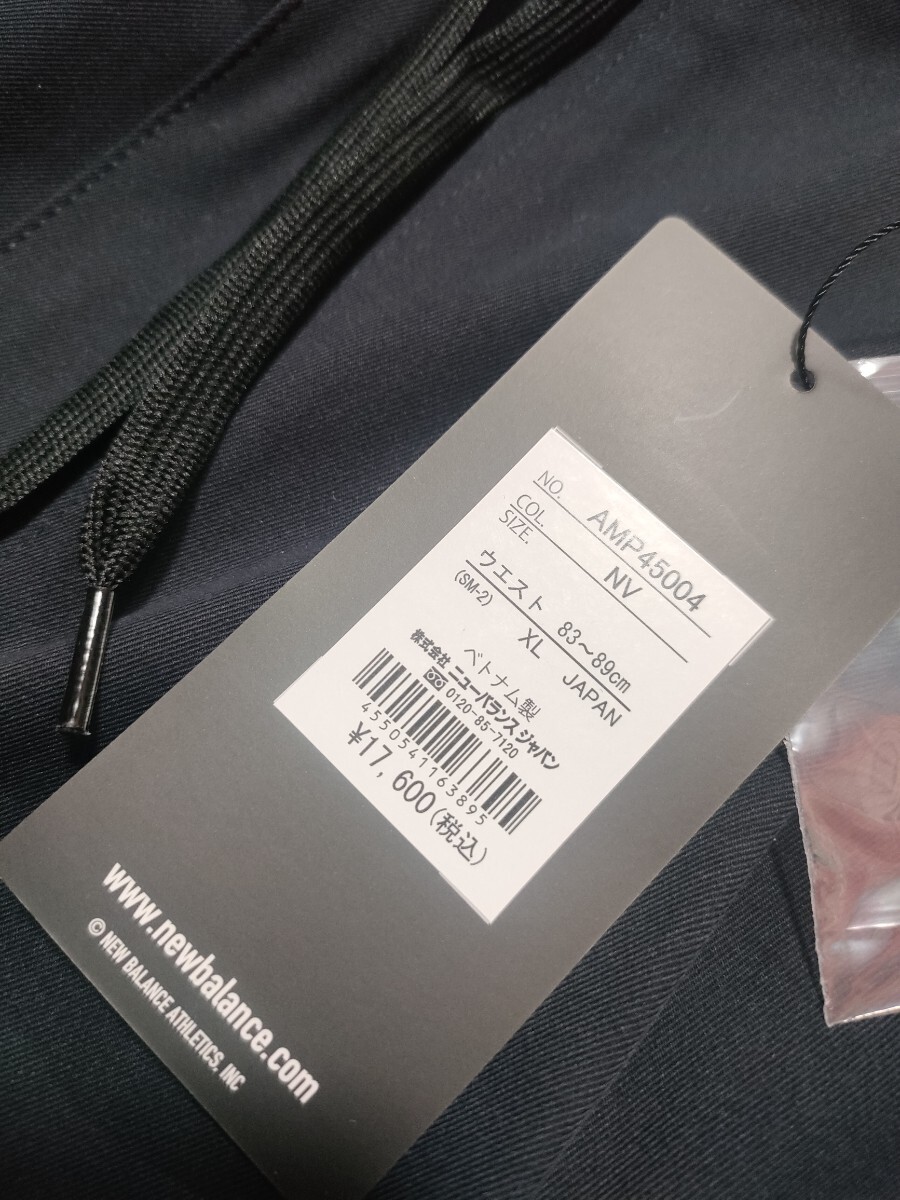 NO. AMP45004
COL. NV
SIZE.
ウエスト 83～89cm
(SM-2) XL JAPAN
ベトナム製
株式会社 ニューバランス ジャパン
0120-85-7120
4550541163895
¥17,600(税込)
www.newbalance.com
© NEW BALANCE ATHLETICS, INC